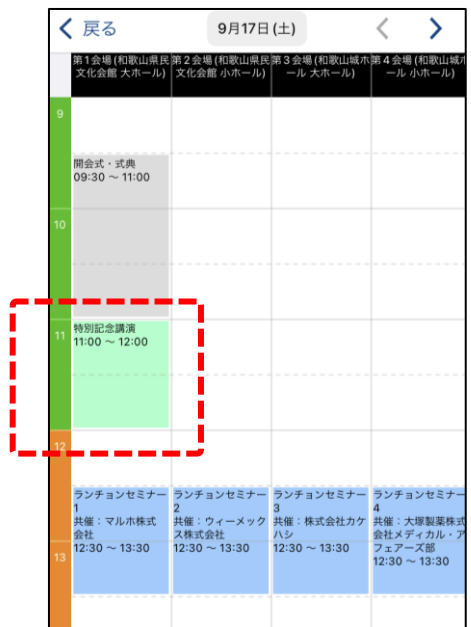 戻る
9月17日(土)
第1会場(和歌山県民
文化会館 大ホール)
第2会場(和歌山県民
文化会館 小ホール)
第3会場(和歌山城ホ
ール 大ホール)
第4会場(和歌山城ホ
ール 小ホール)
9
開会式・式典
09:30 ～ 11:00
10
11
特別記念講演
11:00 ～ 12:00
12
ランチョンセミナー
1
共催：マルホ株式
会社
12:30 ～ 13:30
ランチョンセミナー
2
共催：ウィーメック
ス株式会社
12:30 ～ 13:30
ランチョンセミナー
3
共催：株式会社カケ
ハシ
12:30 ～ 13:30
ランチョンセミナー
4
共催：大塚製薬株式
会社メディカル・ア
フェアーズ部
12:30 ～ 13:30
13